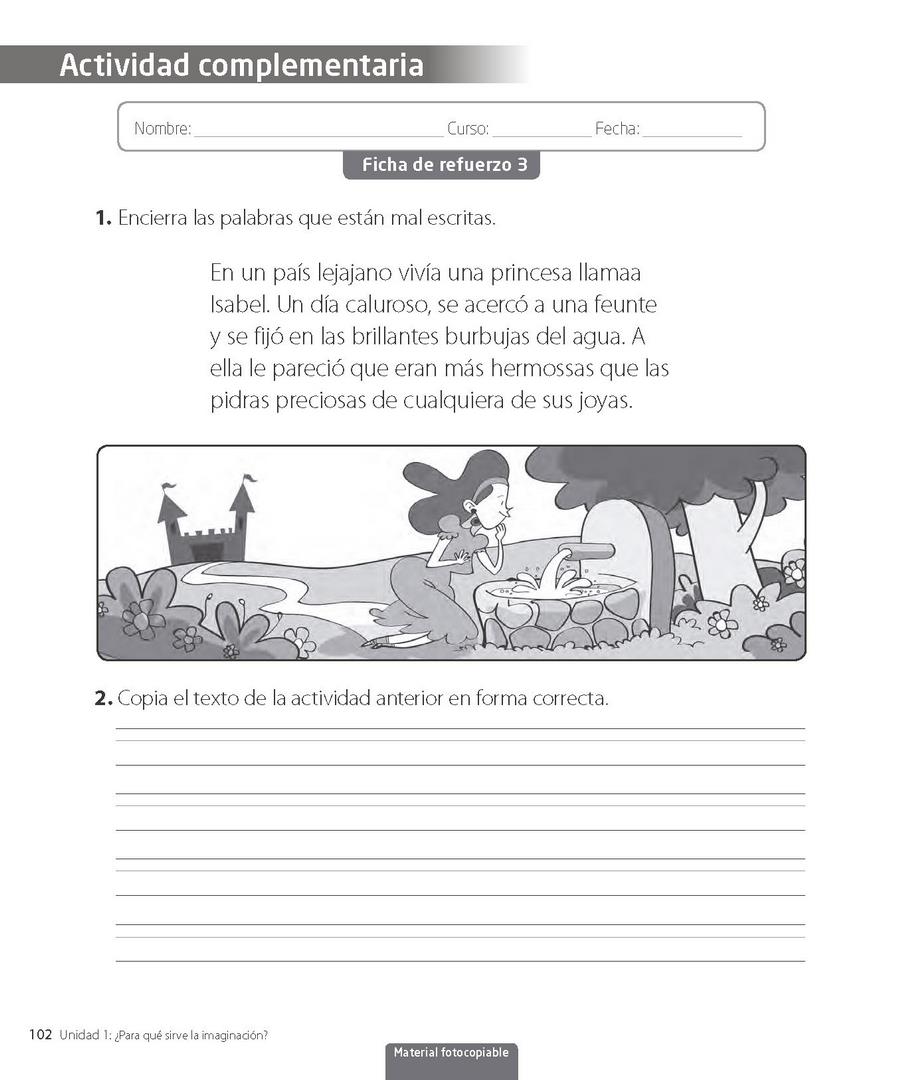 Actividad complementaria
Nombre: Curso: Fecha:
Ficha de refuerzo 3
1. Encierra las palabras que están mal escritas.
En un país lejajano vivía una princesa llamaa
Isabel. Un día caluroso, se acercó a una feunte
y se fijó en las brillantes burbujas del agua. A
ella le pareció que eran más hermossas que las
pidras preciosas de cualquiera de sus joyas.
2. Copia el texto de la actividad anterior en forma correcta.
102 Unidad 1: ¿Para qué sirve la imaginación?
Material fotocopiable